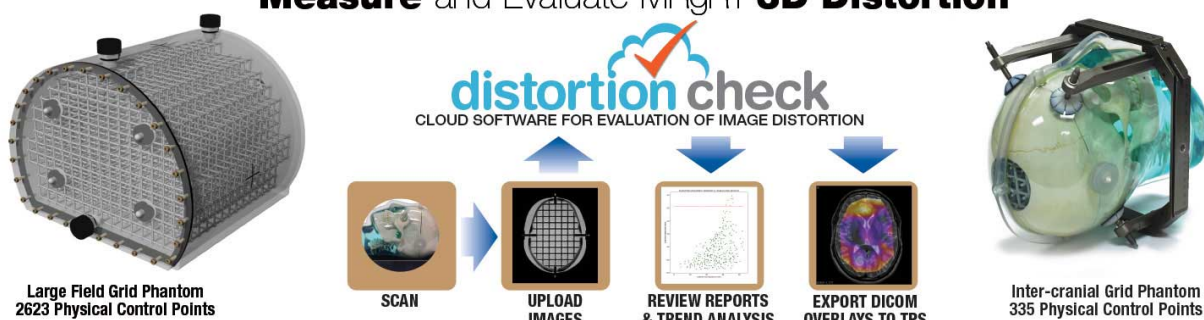 Measure and Evaluate MRgRT 3D Distortion
distortion check
CLOUD SOFTWARE FOR EVALUATION OF IMAGE DISTORTION
Large Field Grid Phantom
2623 Physical Control Points
SCAN
UPLOAD
IMAGES
REVIEW REPORTS
& TREND ANALYSIS
EXPORT DICOM
OVERLAYS TO TPS
Inter-cranial Grid Phantom
335 Physical Control Points